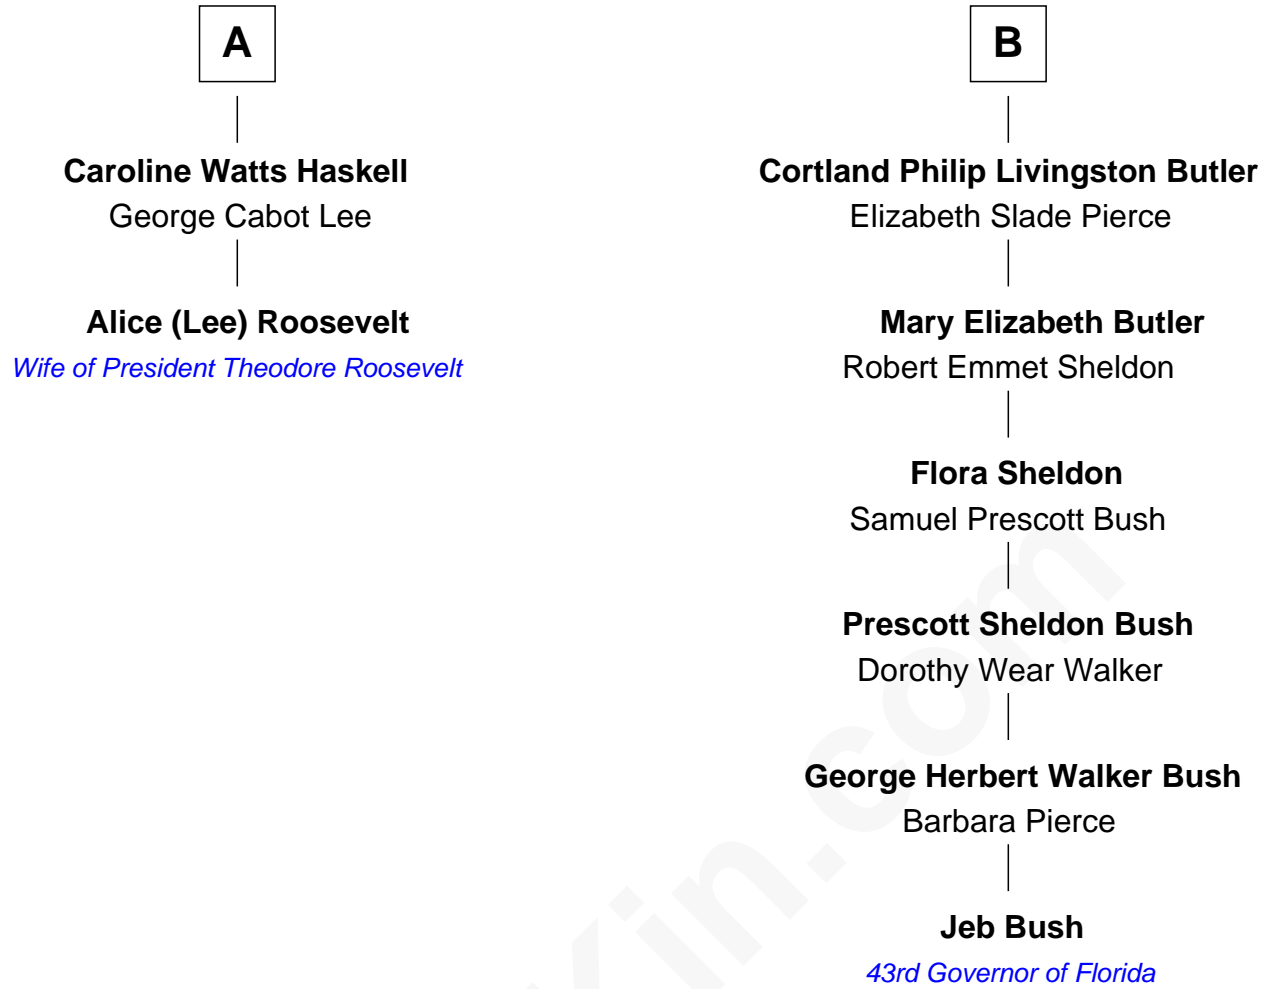 A
Caroline Watts Haskell
George Cabot Lee
Alice (Lee) Roosevelt
Wife of President Theodore Roosevelt
B
Cortland Philip Livingston Butler
Elizabeth Slade Pierce
Mary Elizabeth Butler
Robert Emmet Sheldon
Flora Sheldon
Samuel Prescott Bush
Prescott Sheldon Bush
Dorothy Wear Walker
George Herbert Walker Bush
Barbara Pierce
Jeb Bush
43rd Governor of Florida